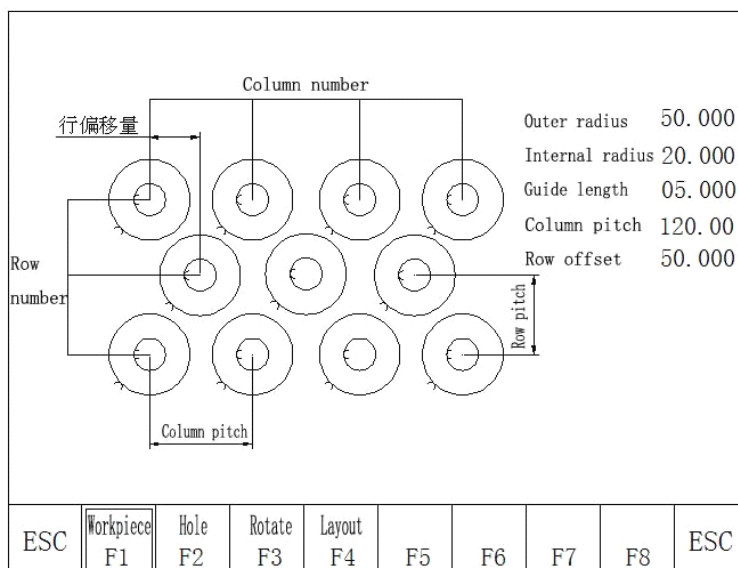 Column number
行偏移量
Outer radius 50.000
Internal radius 20.000
Guide length 05.000
Column pitch 120.00
Row offset 50.000
Row
number
Row pitch
Column pitch
ESC
Workpiece
F1
Hole
F2
Rotate
F3
Layout
F4
F5
F6
F7
F8
ESC